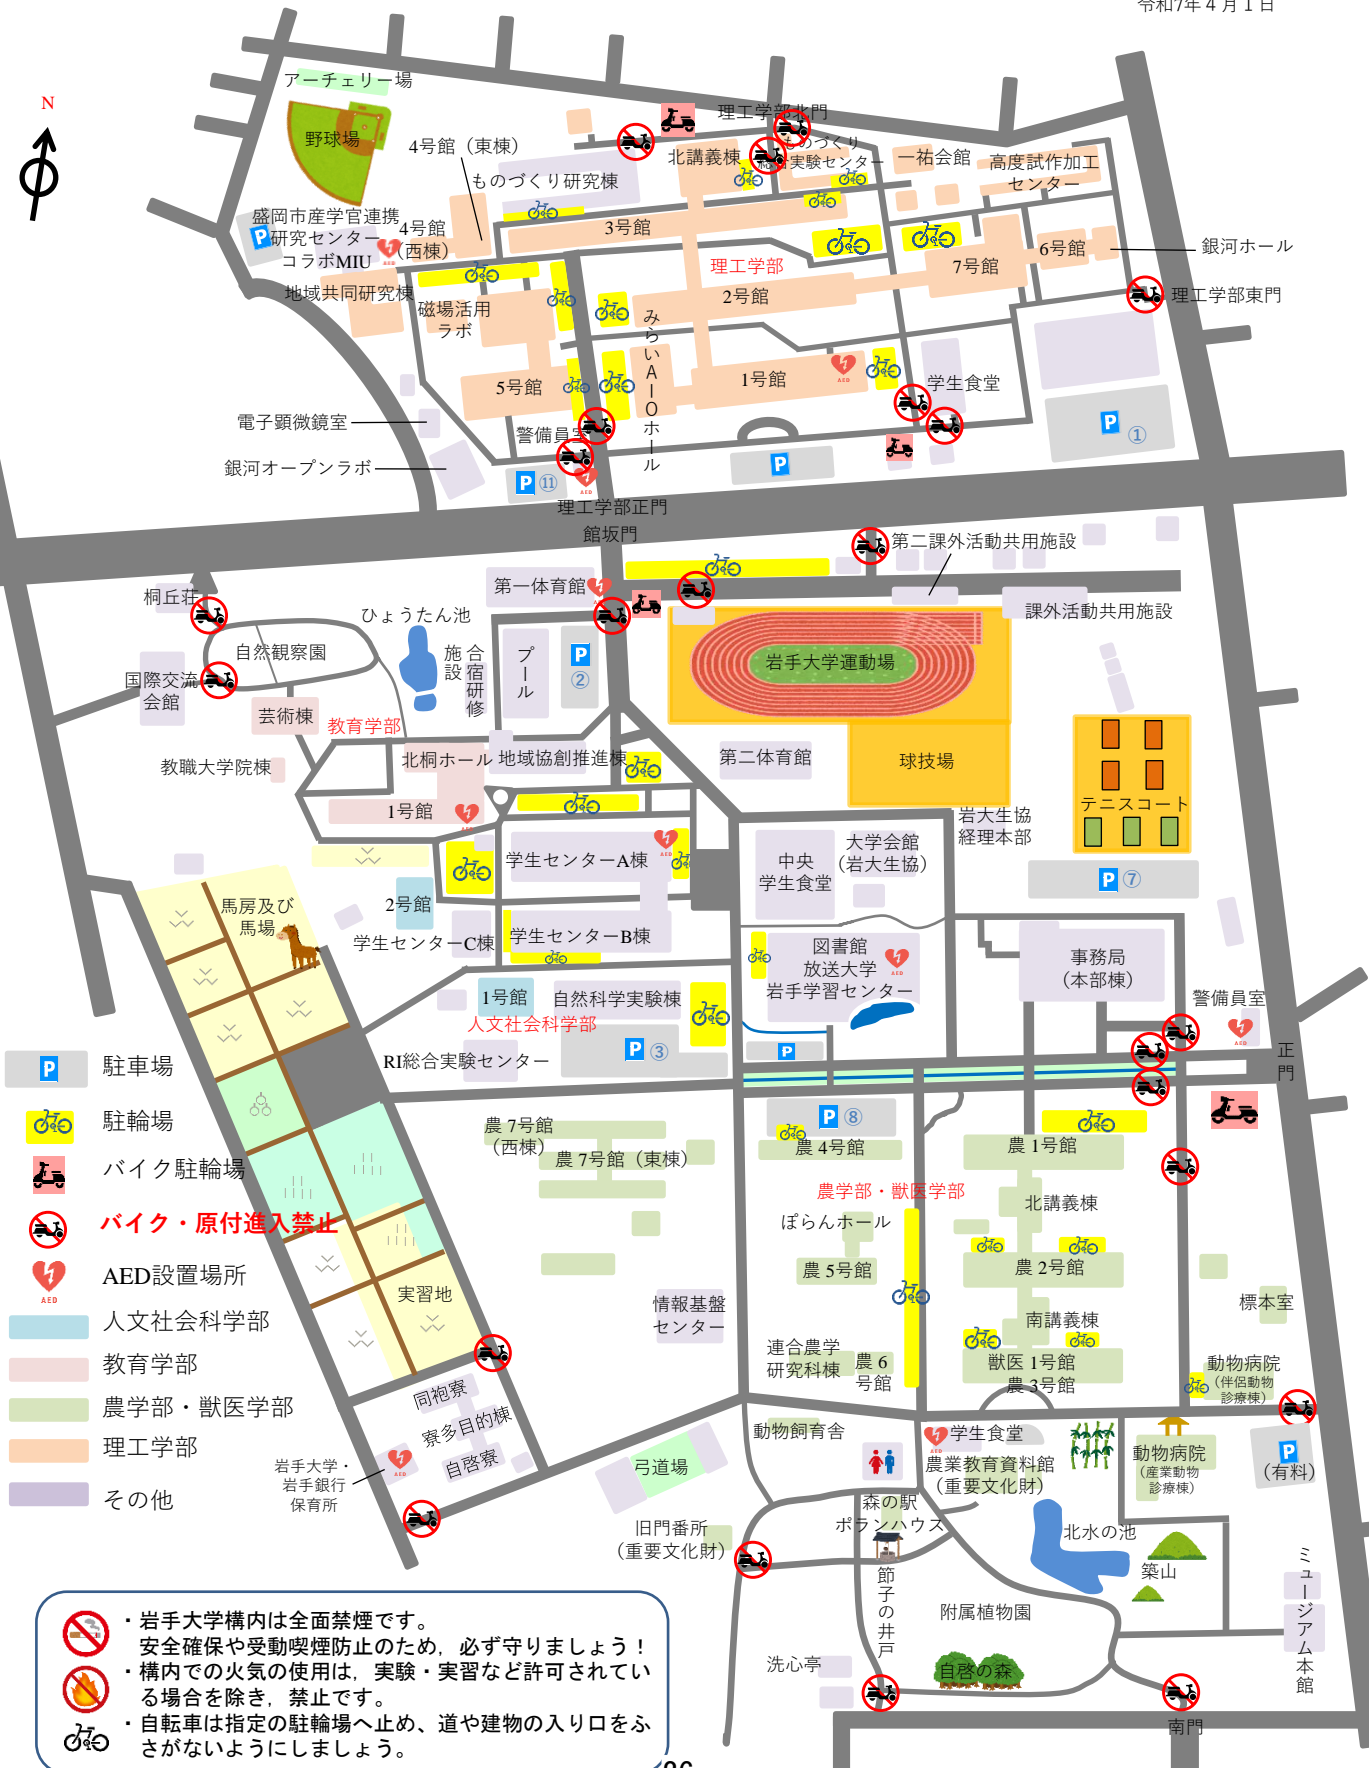 令和7年4月1日
N
アーチェリー場
野球場
4号館（東棟）
ものづくり研究棟
理工学部北門
北講義棟
ものづくり
実験センター
一祐会館
高度試作加工
センター
盛岡市産学官連携
研究センター
コラボMIU
4号館
（西棟）
3号館
理工学部
6号館
銀河ホール
7号館
2号館
理工学部東門
地域共同研究棟
磁場活用
ラボ
みらいAIOホール
5号館
1号館
学生食堂
電子顕微鏡室
警備員室
銀河オープンラボ
P ①
P
P ⑪
理工学部正門
館坂門
第二課外活動共用施設
第一体育館
桐丘荘
ひょうたん池
課外活動共用施設
自然観察園
合宿研修
施設
プール
P
②
岩手大学運動場
国際交流
会館
芸術棟
教育学部
北桐ホール
地域協創推進棟
第二体育館
球技場
教職大学院棟
1号館
テニスコート
岩大生協
経理本部
大学会館
（岩大生協）
中央
学生食堂
学生センターA棟
P ⑦
2号館
馬房及び
馬場
学生センターC棟
学生センターB棟
図書館
放送大学
岩手学習センター
事務局
（本部棟）
1号館
自然科学実験棟
人文社会科学部
警備員室
RI総合実験センター
P ③
P
正門
P 駐車場
駐輪場
バイク駐輪場
バイク・原付進入禁止
AED設置場所
AED
人文社会科学部
教育学部
農学部・獣医学部
理工学部
その他
農 7号館
（西棟）
農 7号館（東棟）
P ⑧
農 4号館
農 1号館
農学部・獣医学部
北講義棟
ぽらんホール
農 5号館
農 2号館
実習地
情報基盤
センター
南講義棟
標本室
連合農学
研究科棟
農 6
号館
獣医 1号館
農 3号館
動物病院
（伴侶動物
診療棟）
同袍寮
寮多目的棟
自啓寮
岩手大学・
岩手銀行
保育所
弓道場
動物飼育舎
学生食堂
農業教育資料館
（重要文化財）
動物病院
（産業動物
診療棟）
P
（有料）
旧門番所
（重要文化財）
森の駅
ポランハウス
北水の池
築山
節子の井戸
附属植物園
ミュージアム本館
洗心亭
自啓の森
南門
・岩手大学構内は全面禁煙です。
安全確保や受動喫煙防止のため，必ず守りましょう！
・構内での火気の使用は，実験・実習など許可されてい
る場合を除き，禁止です。
・自転車は指定の駐輪場へ止め、道や建物の入り口をふ
さがないようにしましょう。